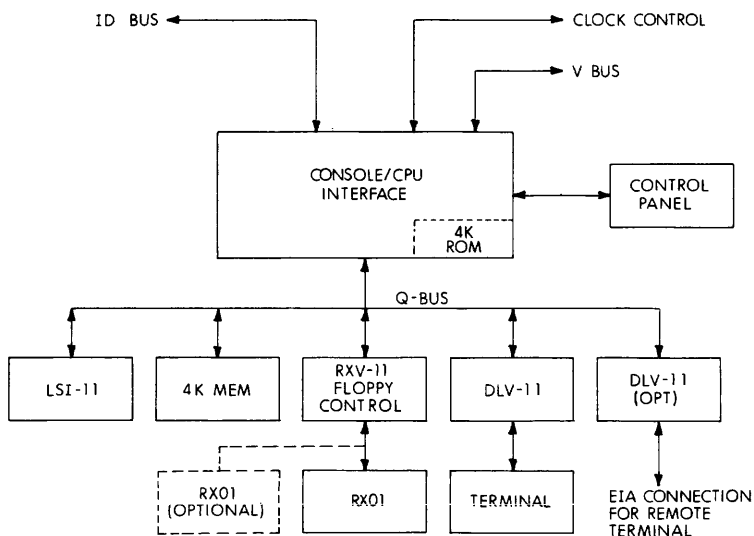 ID BUS
CLOCK CONTROL
V BUS
CONSOLE/CPU
INTERFACE
4K
ROM
CONTROL
PANEL
Q-BUS
LSI-11
4K MEM
RXV-11
FLOPPY
CONTROL
DLV-11
DLV-11
(OPT)
RX01
(OPTIONAL)
RX01
TERMINAL
EIA CONNECTION
FOR REMOTE
TERMINAL